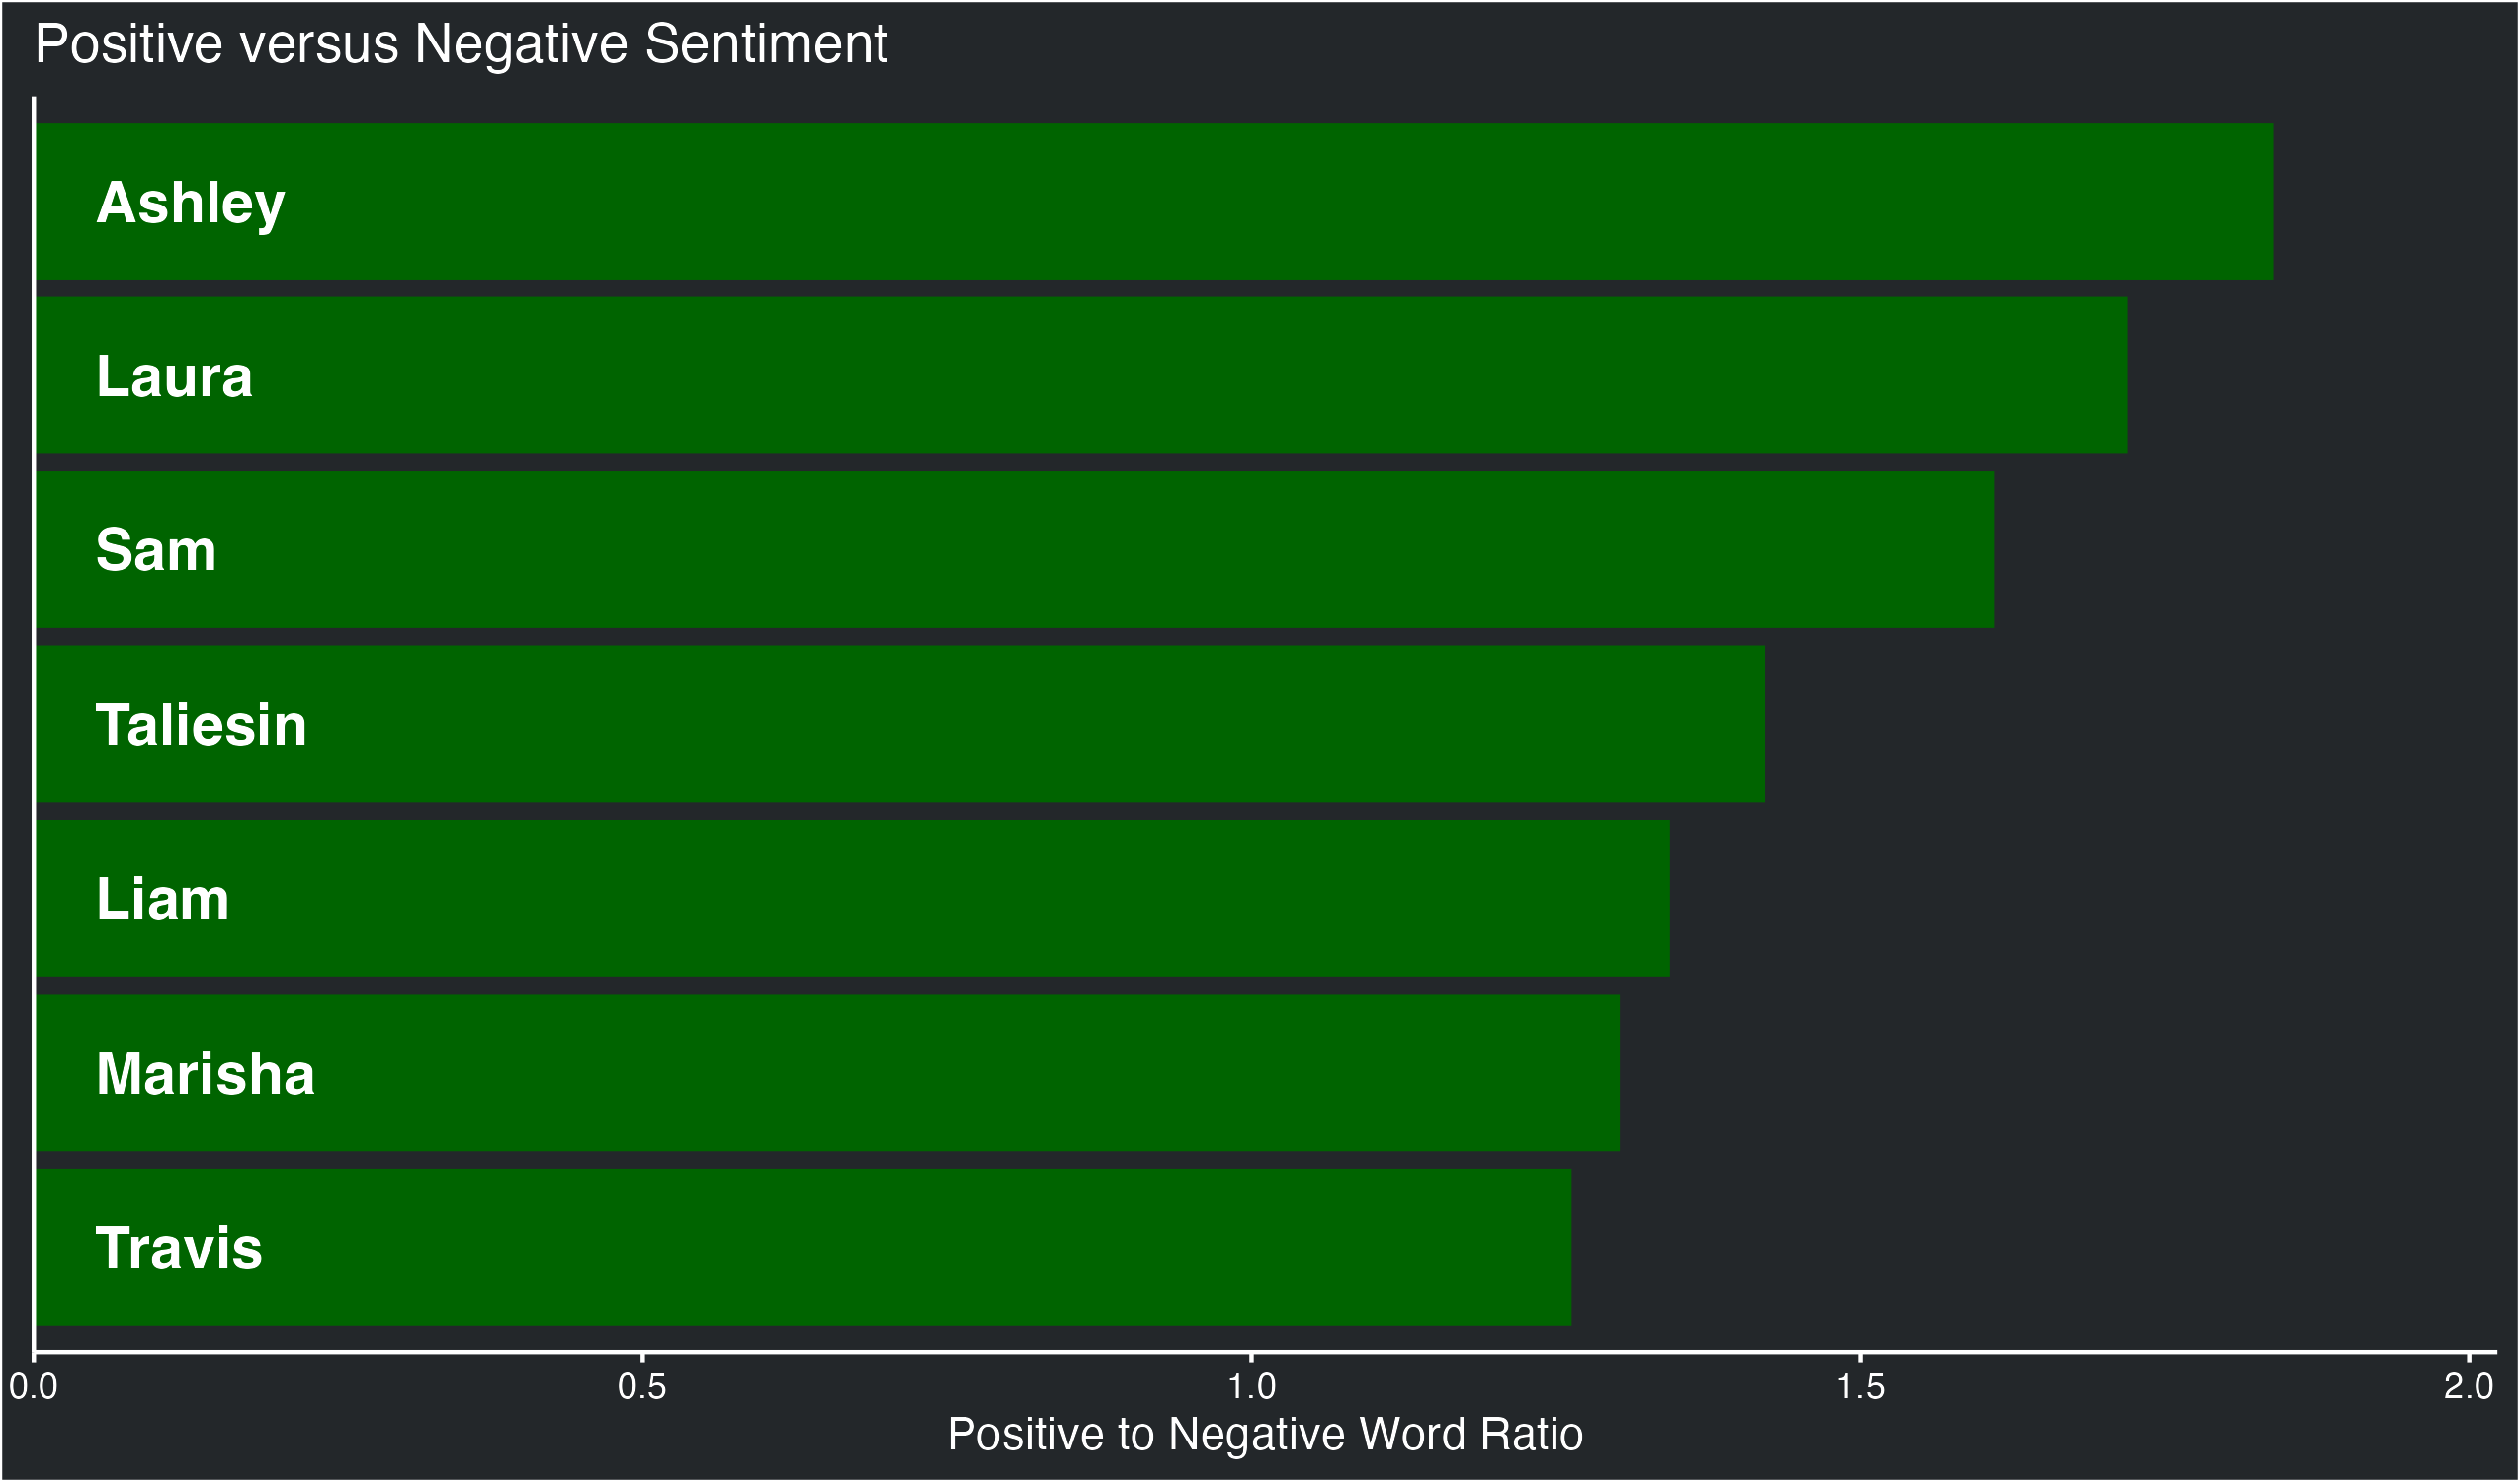 Positive versus Negative Sentiment
Ashley
Laura
Sam
Taliesin
Liam
Marisha
Travis
0.0 0.5 1.0 1.5 2.0
Positive to Negative Word Ratio